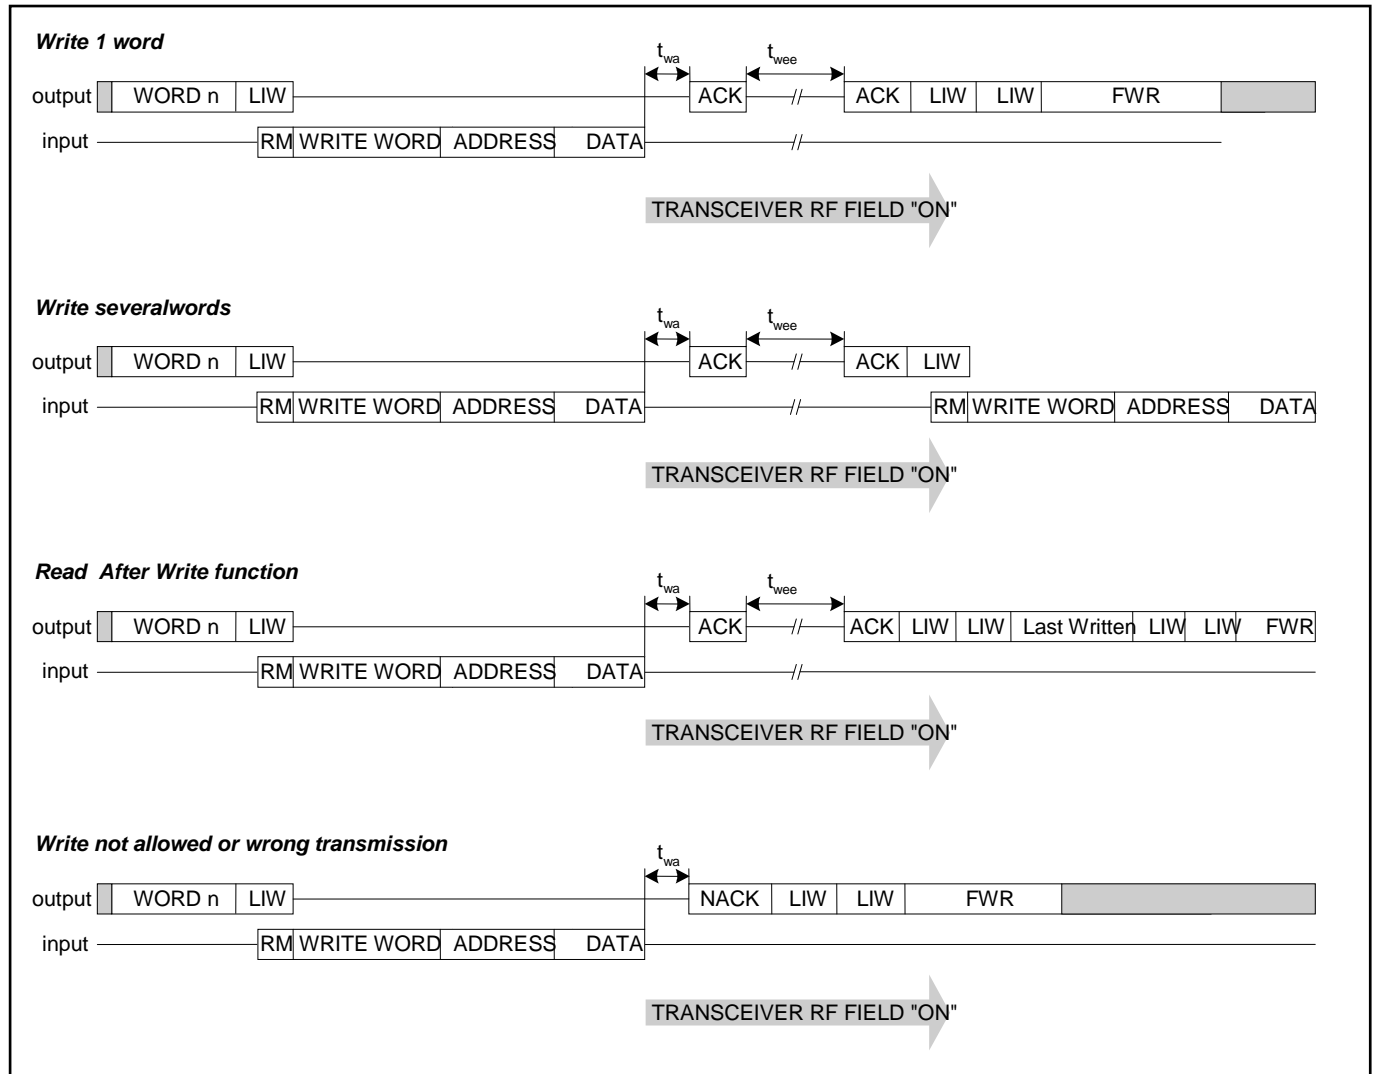 Write 1 word
t_wa t_wee
output WORD n LIW ACK // ACK LIW LIW FWR
input RM WRITE WORD ADDRESS DATA //
TRANSCEIVER RF FIELD "ON"
Write severalwords
t_wa t_wee
output WORD n LIW ACK // ACK LIW
input RM WRITE WORD ADDRESS DATA // RM WRITE WORD ADDRESS DATA
TRANSCEIVER RF FIELD "ON"
Read After Write function
t_wa t_wee
output WORD n LIW ACK // ACK LIW LIW Last Written LIW LIW FWR
input RM WRITE WORD ADDRESS DATA //
TRANSCEIVER RF FIELD "ON"
Write not allowed or wrong transmission
t_wa
output WORD n LIW NACK LIW LIW FWR
input RM WRITE WORD ADDRESS DATA
TRANSCEIVER RF FIELD "ON"